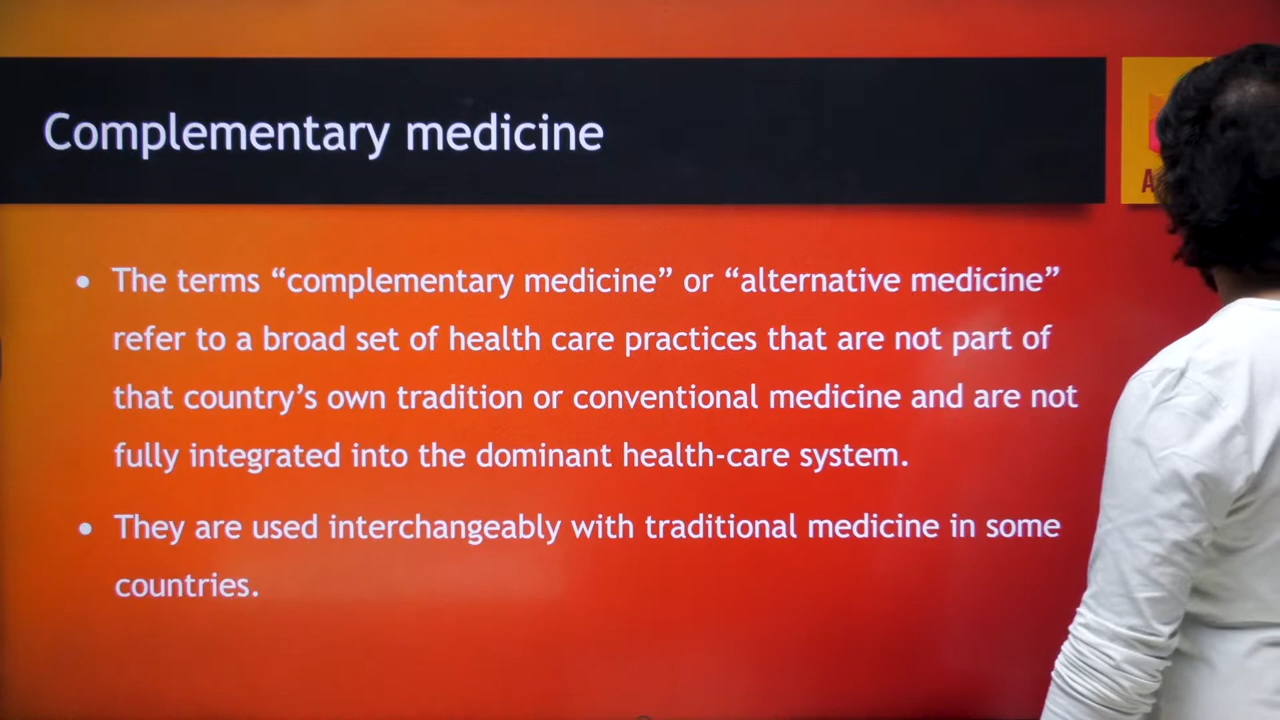 Complementary medicine
• The terms “complementary medicine” or “alternative medicine”
refer to a broad set of health care practices that are not part of
that country’s own tradition or conventional medicine and are not
fully integrated into the dominant health-care system.
• They are used interchangeably with traditional medicine in some
countries.